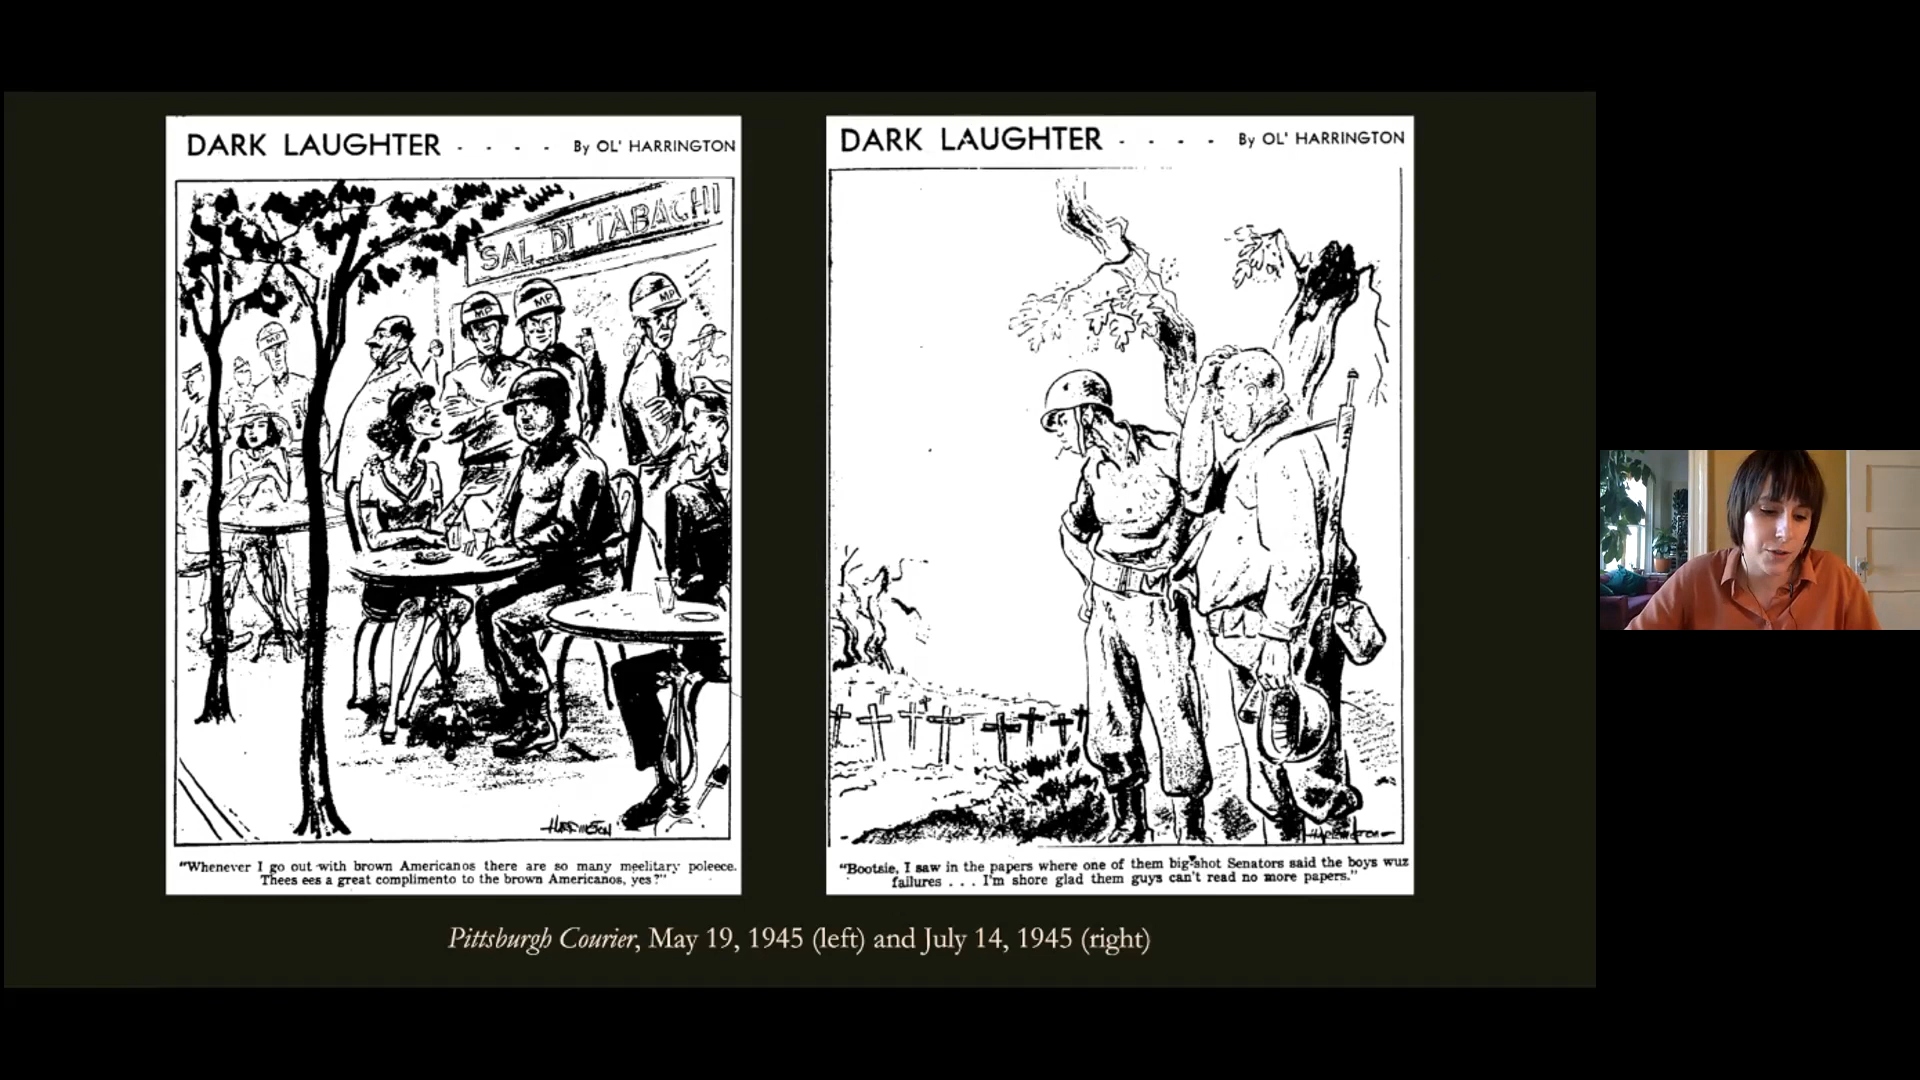 DARK LAUGHTER - - - - By OL' HARRINGTON
SAL DI TABACHI
MP
MP
MP
MP
HARRINGTON
"Whenever I go out with brown Americanos there are so many meelitary poleece.
Thees ees a great complimento to the brown Americanos, yes?"
DARK LAUGHTER - - - - By OL' HARRINGTON
HARRINGTON
"Bootsie, I saw in the papers where one of them big-shot Senators said the boys wuz
failures . . . I'm shore glad them guys can't read no more papers."
Pittsburgh Courier, May 19, 1945 (left) and July 14, 1945 (right)